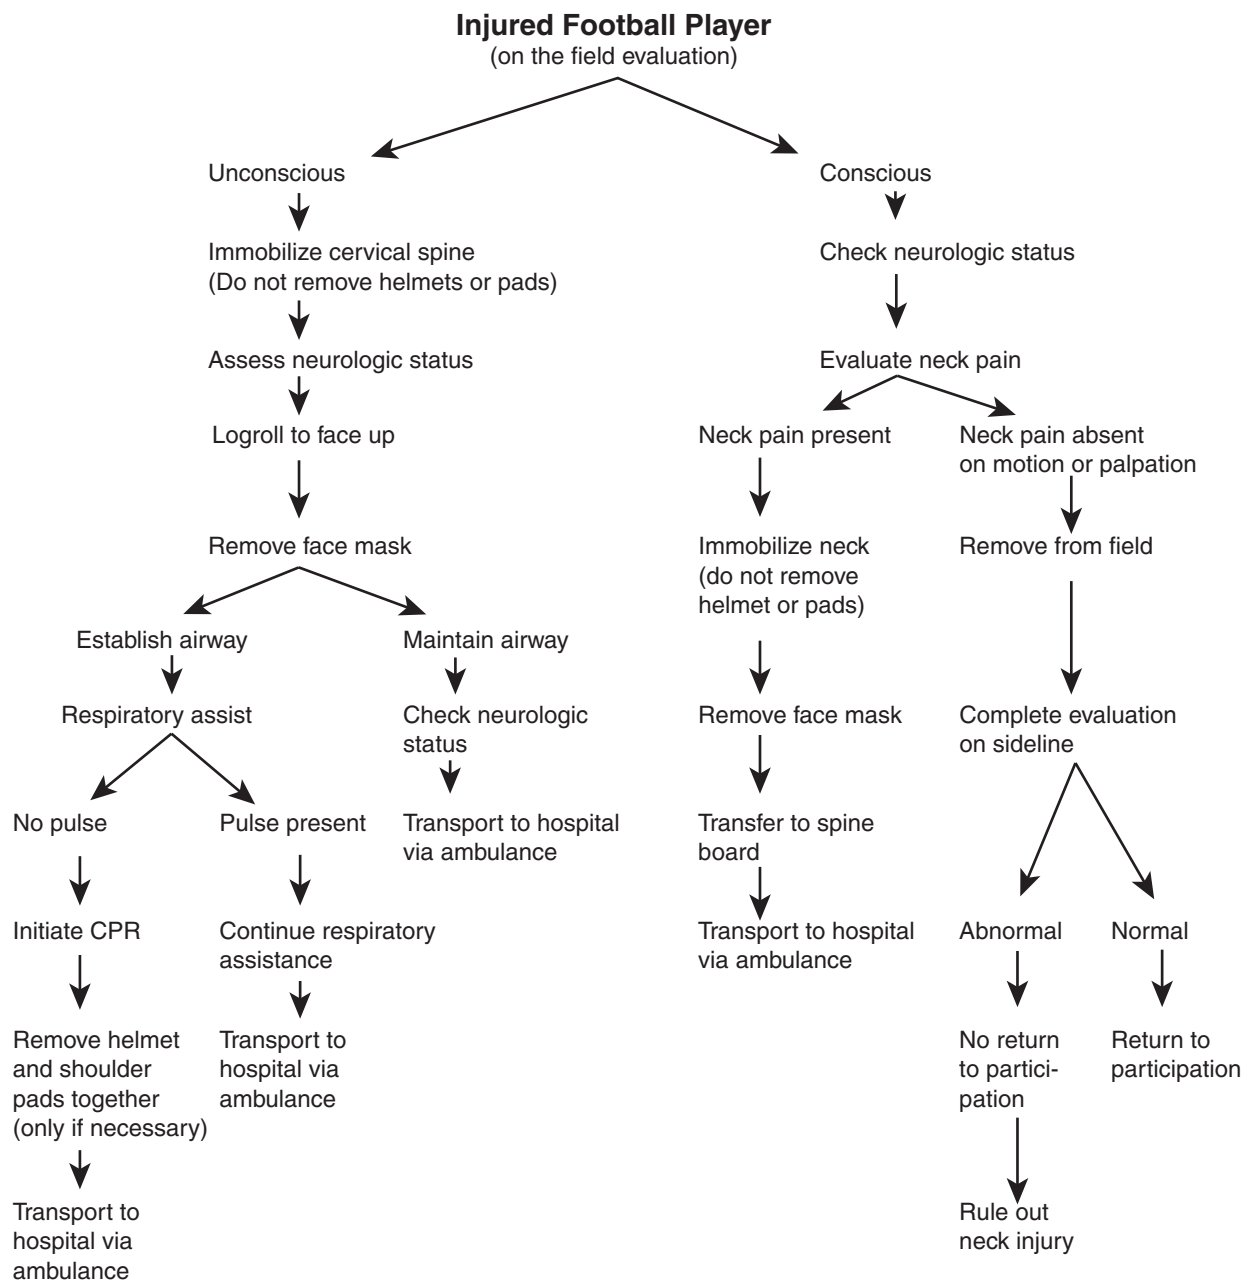 Injured Football Player
(on the field evaluation)
Unconscious
Immobilize cervical spine
(Do not remove helmets or pads)
Assess neurologic status
Logroll to face up
Remove face mask
Establish airway
Respiratory assist
No pulse
Initiate CPR
Remove helmet
and shoulder
pads together
(only if necessary)
Transport to
hospital via
ambulance
Pulse present
Continue respiratory
assistance
Transport to
hospital via
ambulance
Maintain airway
Check neurologic
status
Transport to hospital
via ambulance
Conscious
Check neurologic status
Evaluate neck pain
Neck pain present
Immobilize neck
(do not remove
helmet or pads)
Remove face mask
Transfer to spine
board
Transport to hospital
via ambulance
Neck pain absent
on motion or palpation
Remove from field
Complete evaluation
on sideline
Abnormal
No return
to partici-
pation
Rule out
neck injury
Normal
Return to
participation